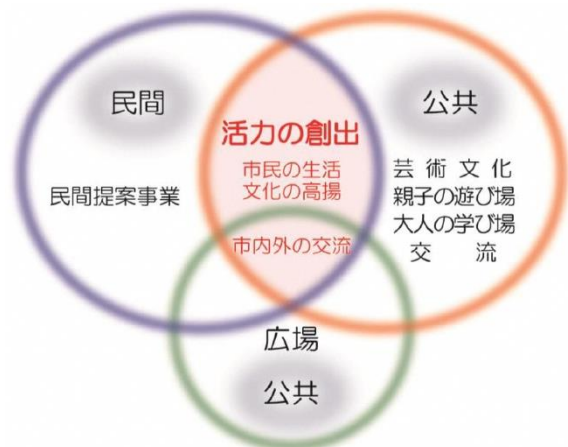 民間
公共
活力の創出
市民の生活
文化の高揚
民間提案事業
芸術文化
親子の遊び場
大人の学び場
交流
市内外の交流
広場
公共